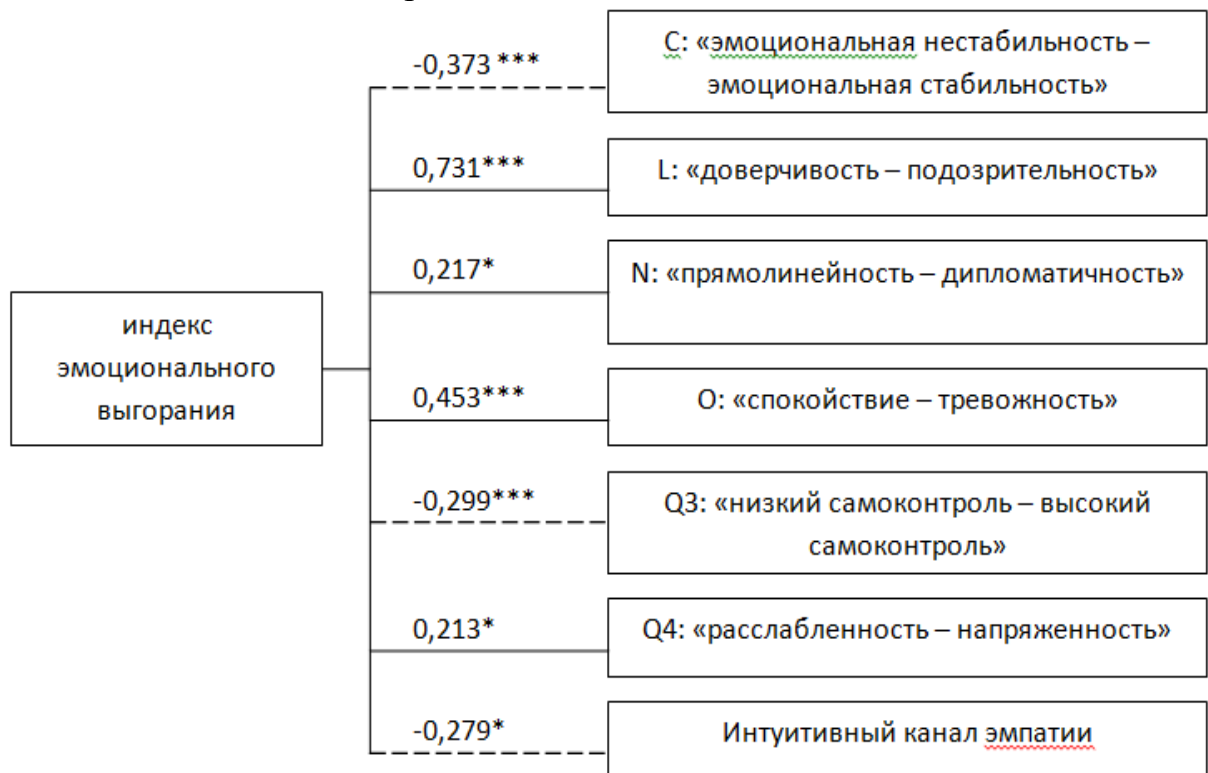 -0,373 ***
С: «эмоциональная нестабильность –
эмоциональная стабильность»
0,731***
L: «доверчивость – подозрительность»
0,217*
N: «прямолинейность – дипломатичность»
индекс
эмоционального
выгорания
0,453***
О: «спокойствие – тревожность»
-0,299***
Q3: «низкий самоконтроль – высокий
самоконтроль»
0,213*
Q4: «расслабленность – напряженность»
-0,279*
Интуитивный канал эмпатии